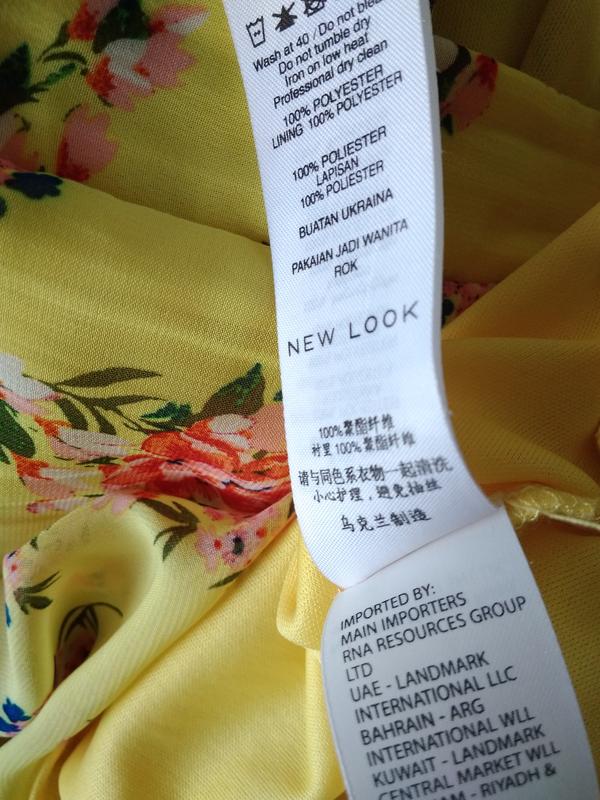 Wash at 40 / Do not bleach
Do not tumble dry
Iron on low heat
Professional dry clean
100% POLYESTER
LINING 100% POLYESTER
100% POLIESTER
LAPISAN
100% POLIESTER
BUATAN UKRAINA
PAKAIAN JADI WANITA
ROK
NEW LOOK
100%聚酯纤维
衬里 100%聚酯纤维
请与同色系衣物一起清洗
小心护理，避免抽丝
乌克兰制造
IMPORTED BY:
MAIN IMPORTERS
RNA RESOURCES GROUP
LTD
UAE - LANDMARK
INTERNATIONAL LLC
BAHRAIN - ARG
INTERNATIONAL WLL
KUWAIT - LANDMARK
CENTRAL MARKET WLL
- RIYADH &